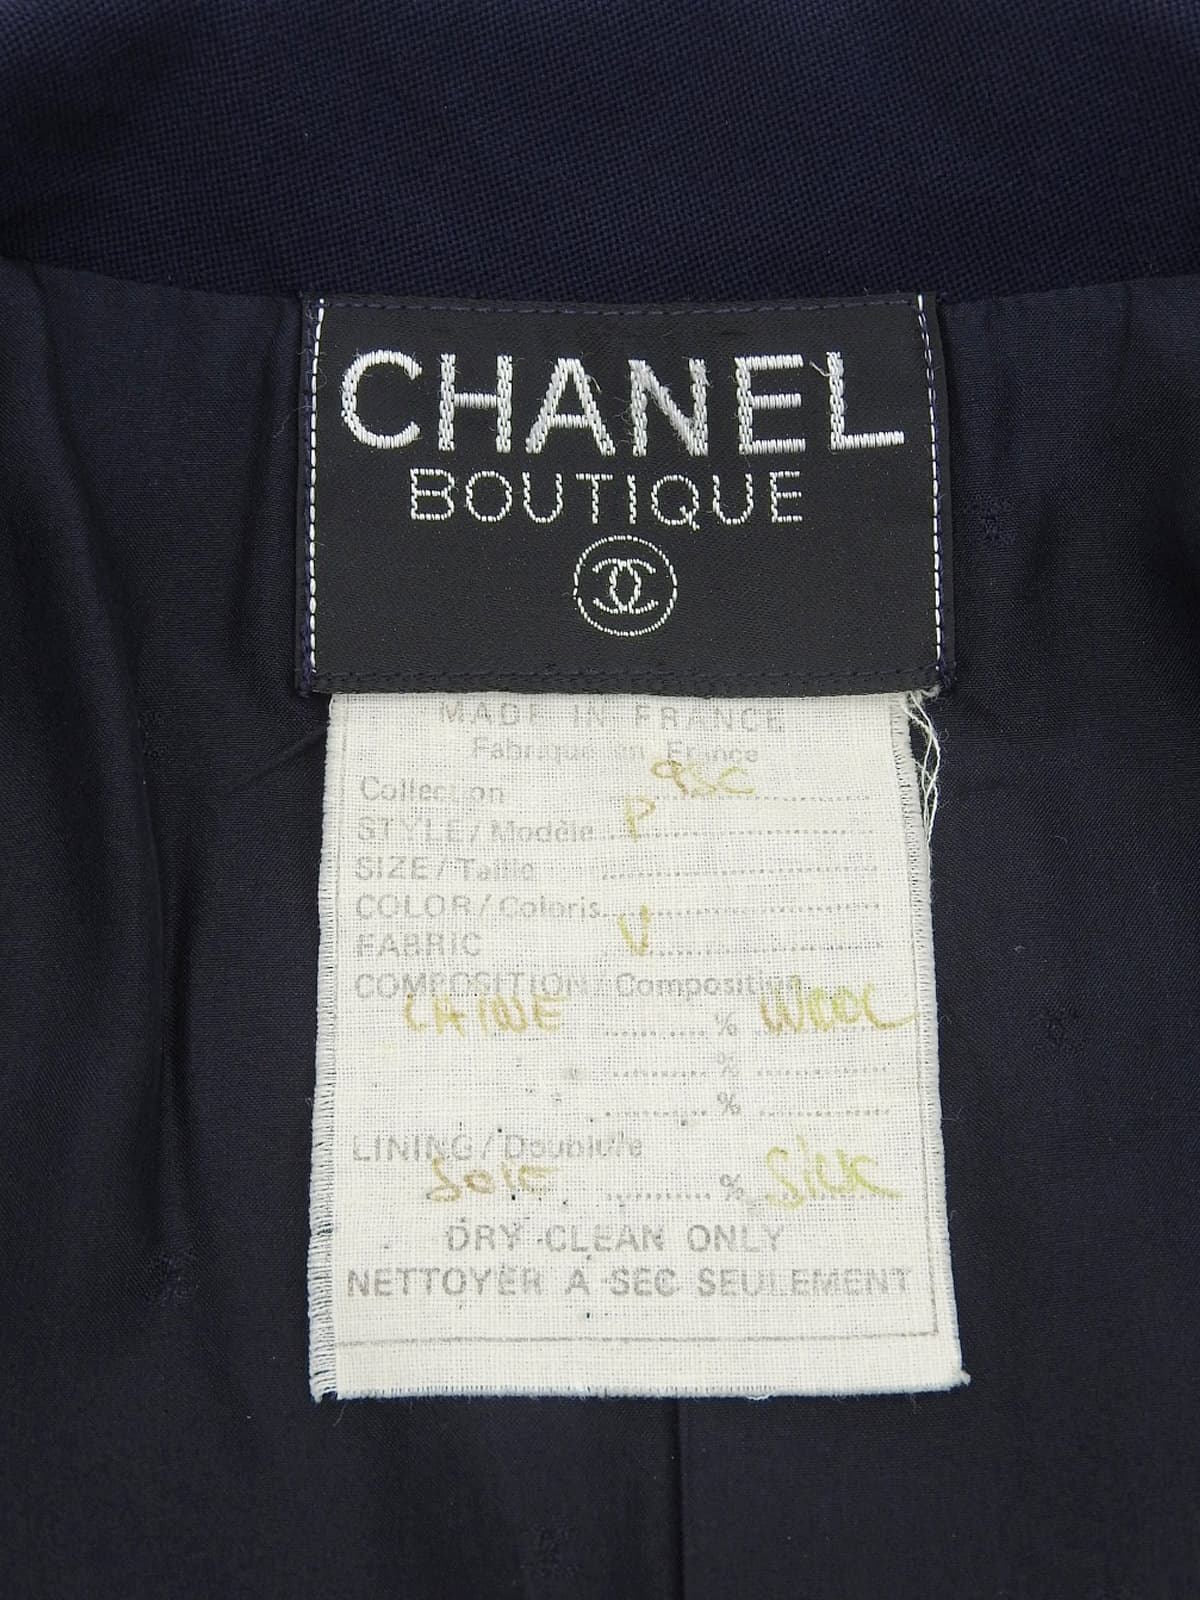 CHANEL
BOUTIQUE
MADE IN FRANCE
Fabriqué en France
Collection
STYLE/Modèle P
SIZE/Taille
COLOR/Coloris
FABRIC V
COMPOSITION/Composition
LAINE % WOOL
%
%
LINING/Doublure
Soie % Silk
DRY CLEAN ONLY
NETTOYER A SEC SEULEMENT